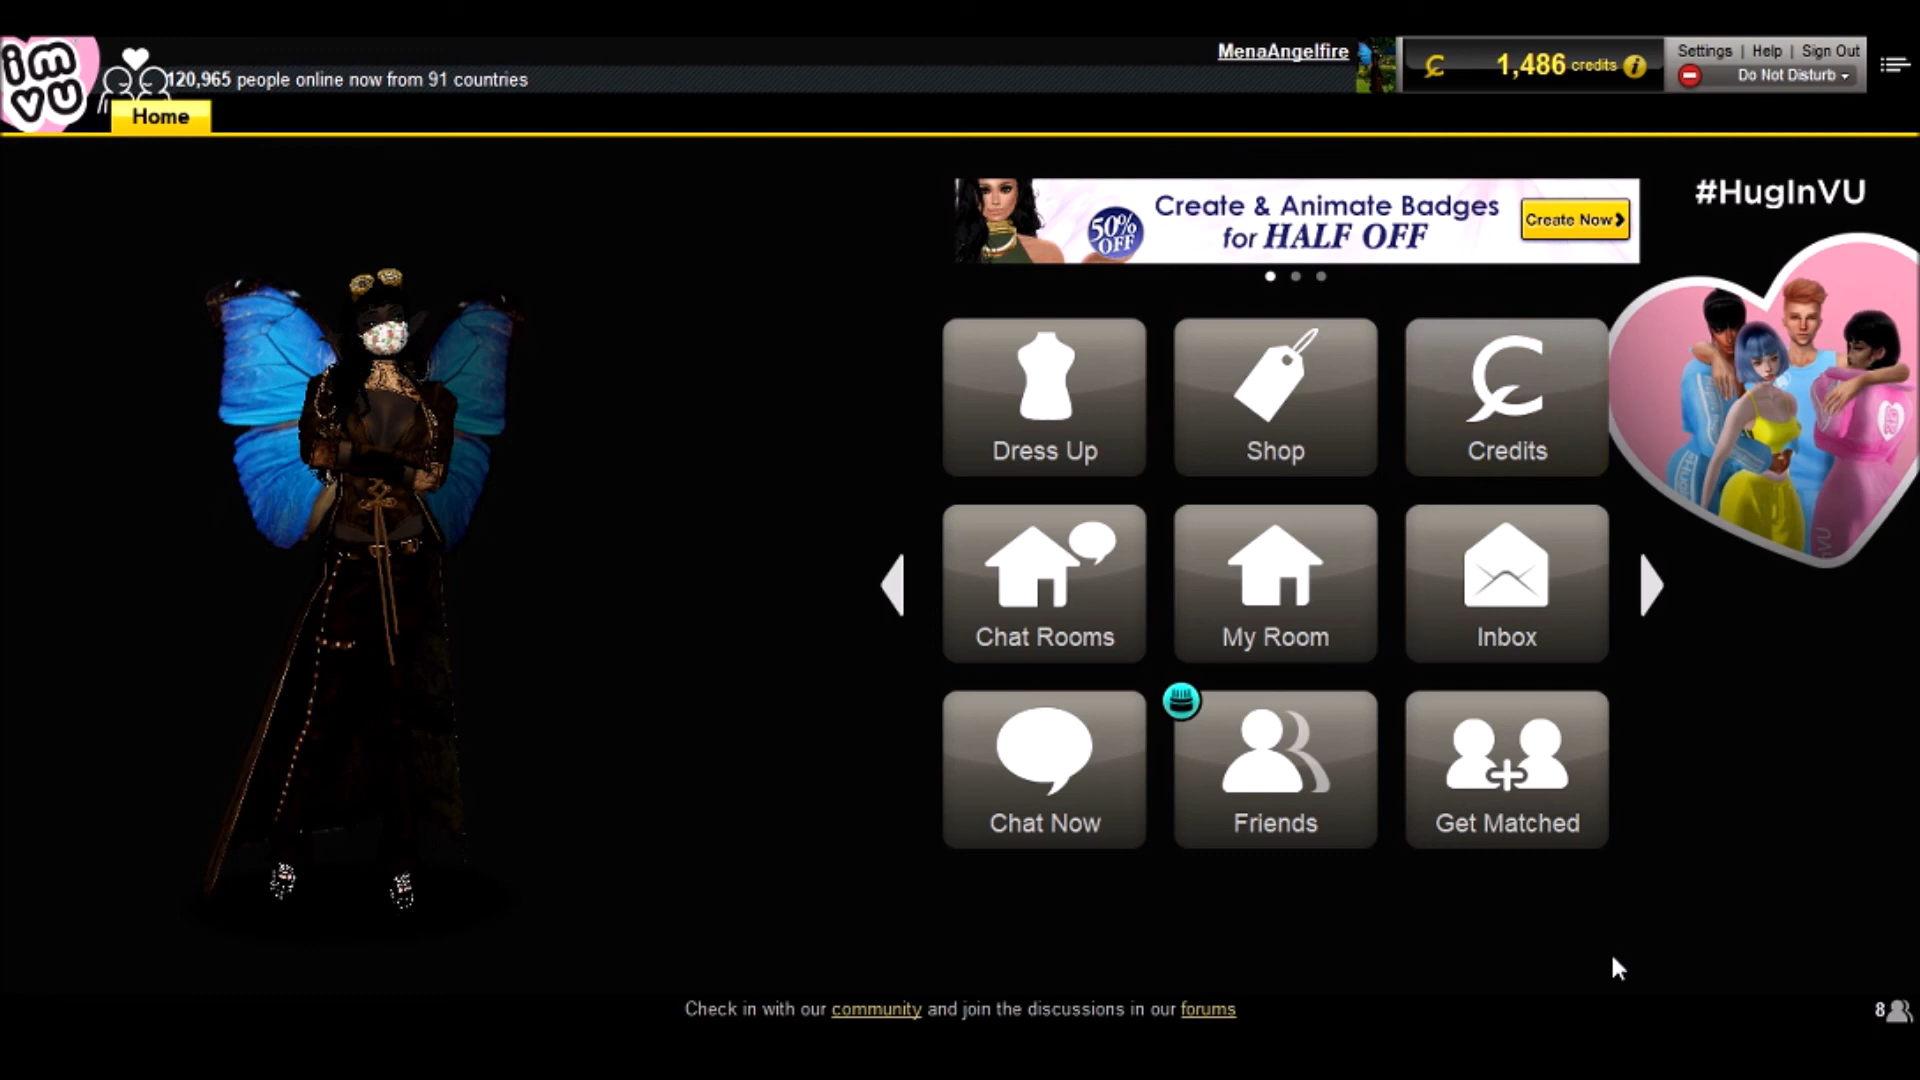 im
vu
MenaAngelfire
1,486 credits
Settings | Help | Sign Out
Do Not Disturb
120,965 people online now from 91 countries
Home
50%
OFF
Create & Animate Badges
for HALF OFF
Create Now
#HugInVU
Dress Up
Shop
Credits
Chat Rooms
My Room
Inbox
Chat Now
Friends
Get Matched
Check in with our community and join the discussions in our forums
8